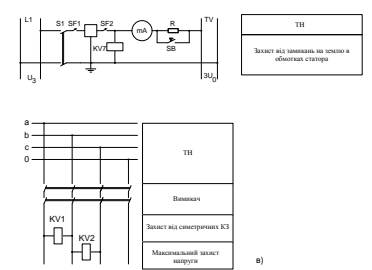 L1
S1 SF1
SF2
KV7
mA
R
SB
TV
U3
3U0
ТН
Захист від замикань на землю в
обмотках статора
a
b
c
0
KV1
KV2
ТН
Вимикач
Захист від симетричних КЗ
Максимальний захист
напруги
в)